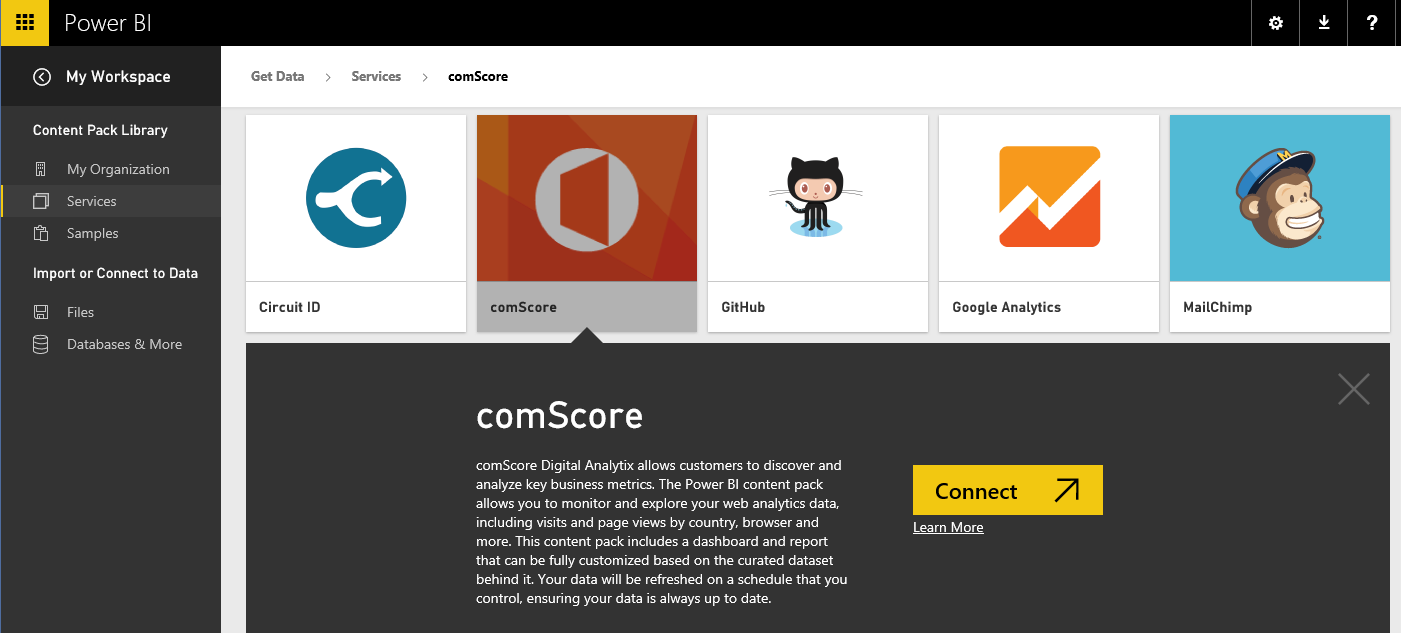 Power BI
?
My Workspace
Get Data > Services > comScore
Content Pack Library
My Organization
Services
Samples
Import or Connect to Data
Files
Databases & More
Circuit ID
comScore
GitHub
Google Analytics
M
MailChimp
comScore
comScore Digital Analytix allows customers to discover and
analyze key business metrics. The Power BI content pack
allows you to monitor and explore your web analytics data,
including visits and page views by country, browser and
more. This content pack includes a dashboard and report
that can be fully customized based on the curated dataset
behind it. Your data will be refreshed on a schedule that you
control, ensuring your data is always up to date.
Connect
Learn More